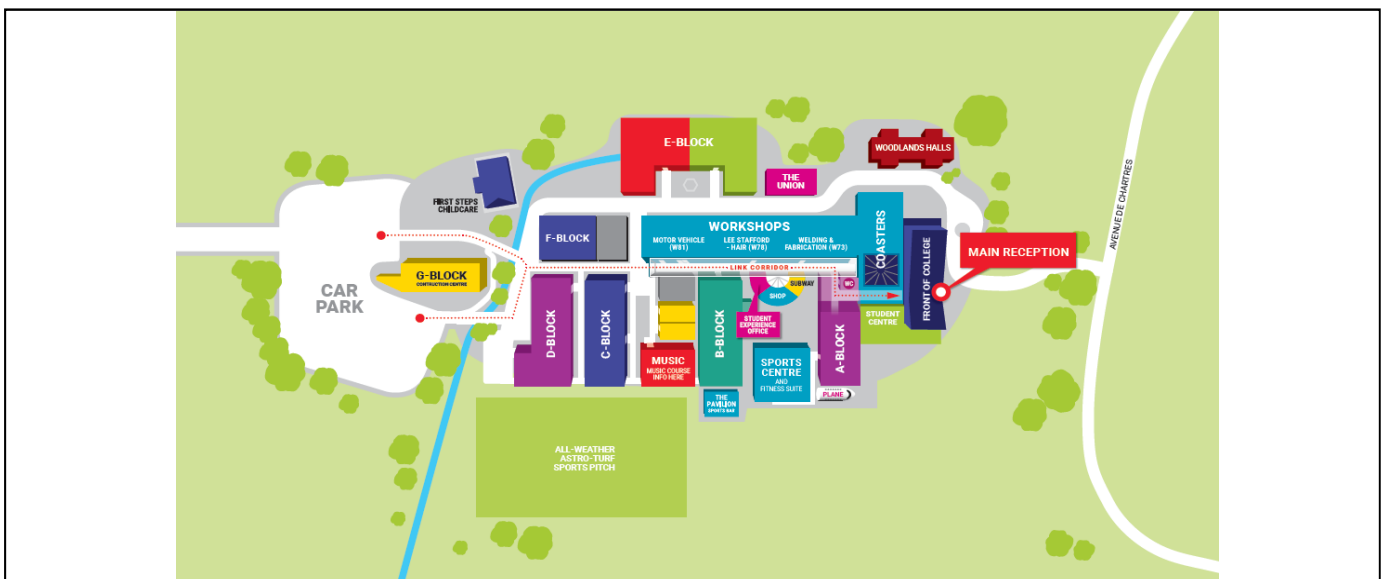 E-BLOCK
WOODLANDS HALLS
THE
UNION
FIRST STEPS
CHILDCARE
AVENUE DE CHARTRES
F-BLOCK
WORKSHOPS
MOTOR VEHICLE
(W81)
LEE STAFFORD
- HAIR (W78)
WELDING &
FABRICATION (W73)
COASTERS
FRONT OF COLLEGE
MAIN RECEPTION
LINK CORRIDOR
G-BLOCK
CONTRUCTION CENTRE
CAR
PARK
SUBWAY
SHOP
WC
STUDENT
EXPERIENCE
OFFICE
STUDENT
CENTRE
D-BLOCK
C-BLOCK
B-BLOCK
A-BLOCK
MUSIC
MUSIC COURSE
INFO HERE
SPORTS
CENTRE
AND
FITNESS SUITE
THE
PAVILION
SPORTS BAR
PLANE
ALL-WEATHER
ASTRO-TURF
SPORTS PITCH